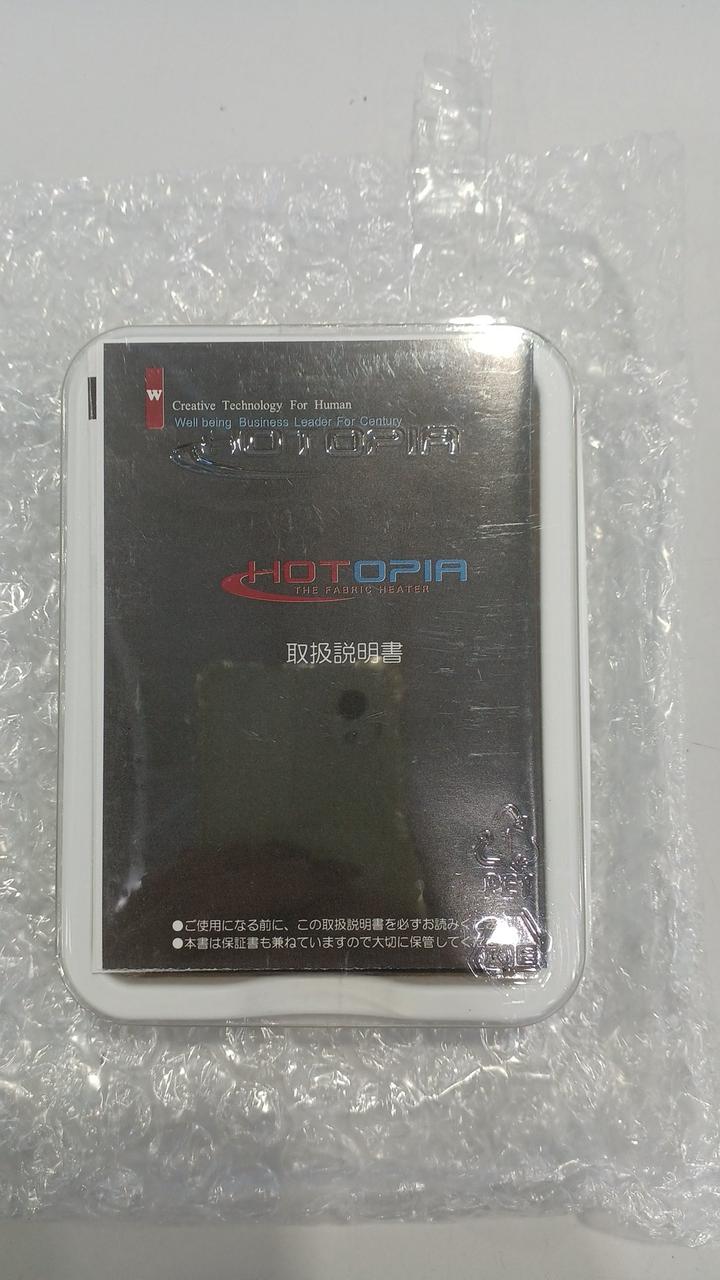 W
Creative Technology For Human
Well being Business Leader For Century
HOTOPIA
HOTOPIA
THE FABRIC HEATER
取扱説明書
●ご使用になる前に、この取扱説明書を必ずお読みく
●本書は保証書も兼ねていますので大切に保管してく
1
PET